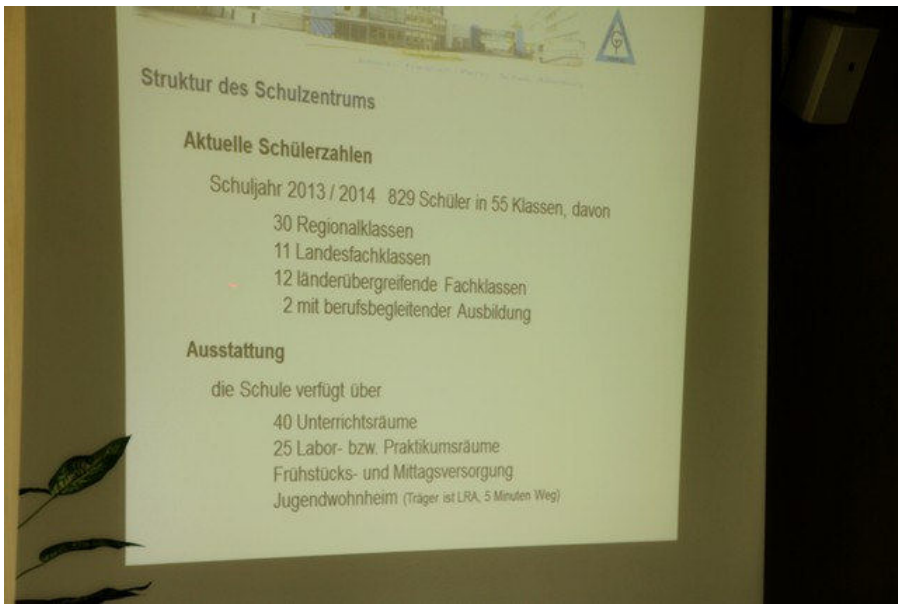 Struktur des Schulzentrums
Aktuelle Schülerzahlen
Schuljahr 2013 / 2014 829 Schüler in 55 Klassen, davon
30 Regionalklassen
11 Landesfachklassen
12 länderübergreifende Fachklassen
2 mit berufsbegleitender Ausbildung
Ausstattung
die Schule verfügt über
40 Unterrichtsräume
25 Labor- bzw. Praktikumsräume
Frühstücks- und Mittagsversorgung
Jugendwohnheim (Träger ist LRA, 5 Minuten Weg)